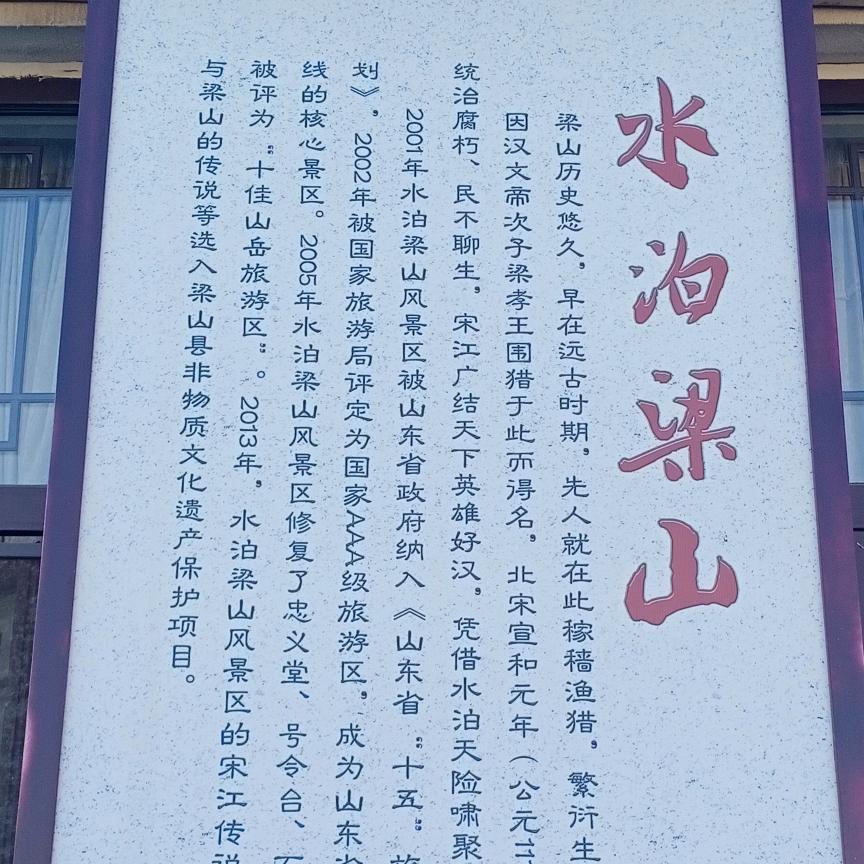 水泊梁山
梁山历史悠久，早在远古时期，先人就在此稼穑渔猎，繁衍生
因汉文帝次子梁孝王围猎于此而得名。北宋宣和元年（公元11
统治腐朽、民不聊生，宋江广结天下英雄好汉，凭借水泊天险啸聚
2001年水泊梁山风景区被山东省政府纳入《山东省“十五”旅
划》，2002年被国家旅游局评定为国家AAA级旅游区，成为山东省
线的核心景区。2005年水泊梁山风景区修复了忠义堂、号令台、
被评为“十佳山岳旅游区”。2013年，水泊梁山风景区的宋江传说
与梁山的传说等选入梁山县非物质文化遗产保护项目。